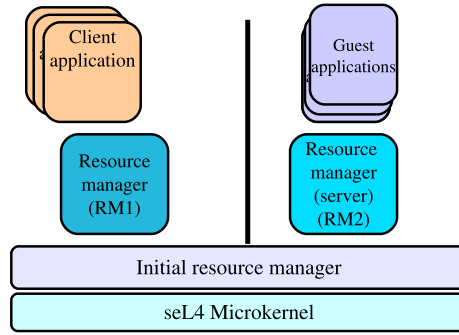 Client
application
Guest
applications
Resource
manager
(RM1)
Resource
manager
(server)
(RM2)
Initial resource manager
seL4 Microkernel